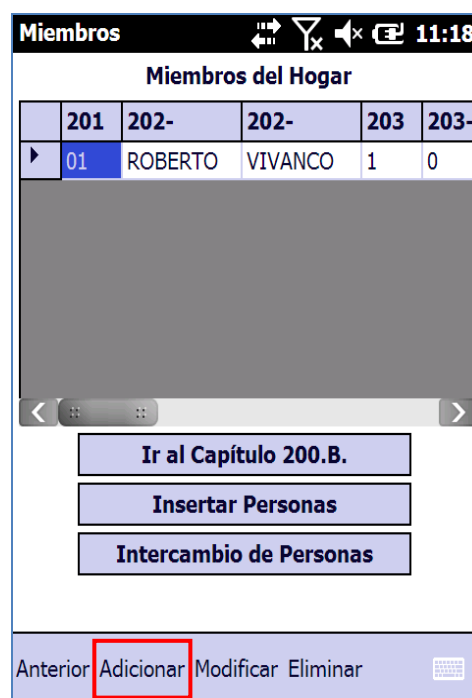 Miembros 11:18
Miembros del Hogar
201 202- 202- 203 203-
01 ROBERTO VIVANCO 1 0
Ir al Capítulo 200.B.
Insertar Personas
Intercambio de Personas
Anterior Adicionar Modificar Eliminar